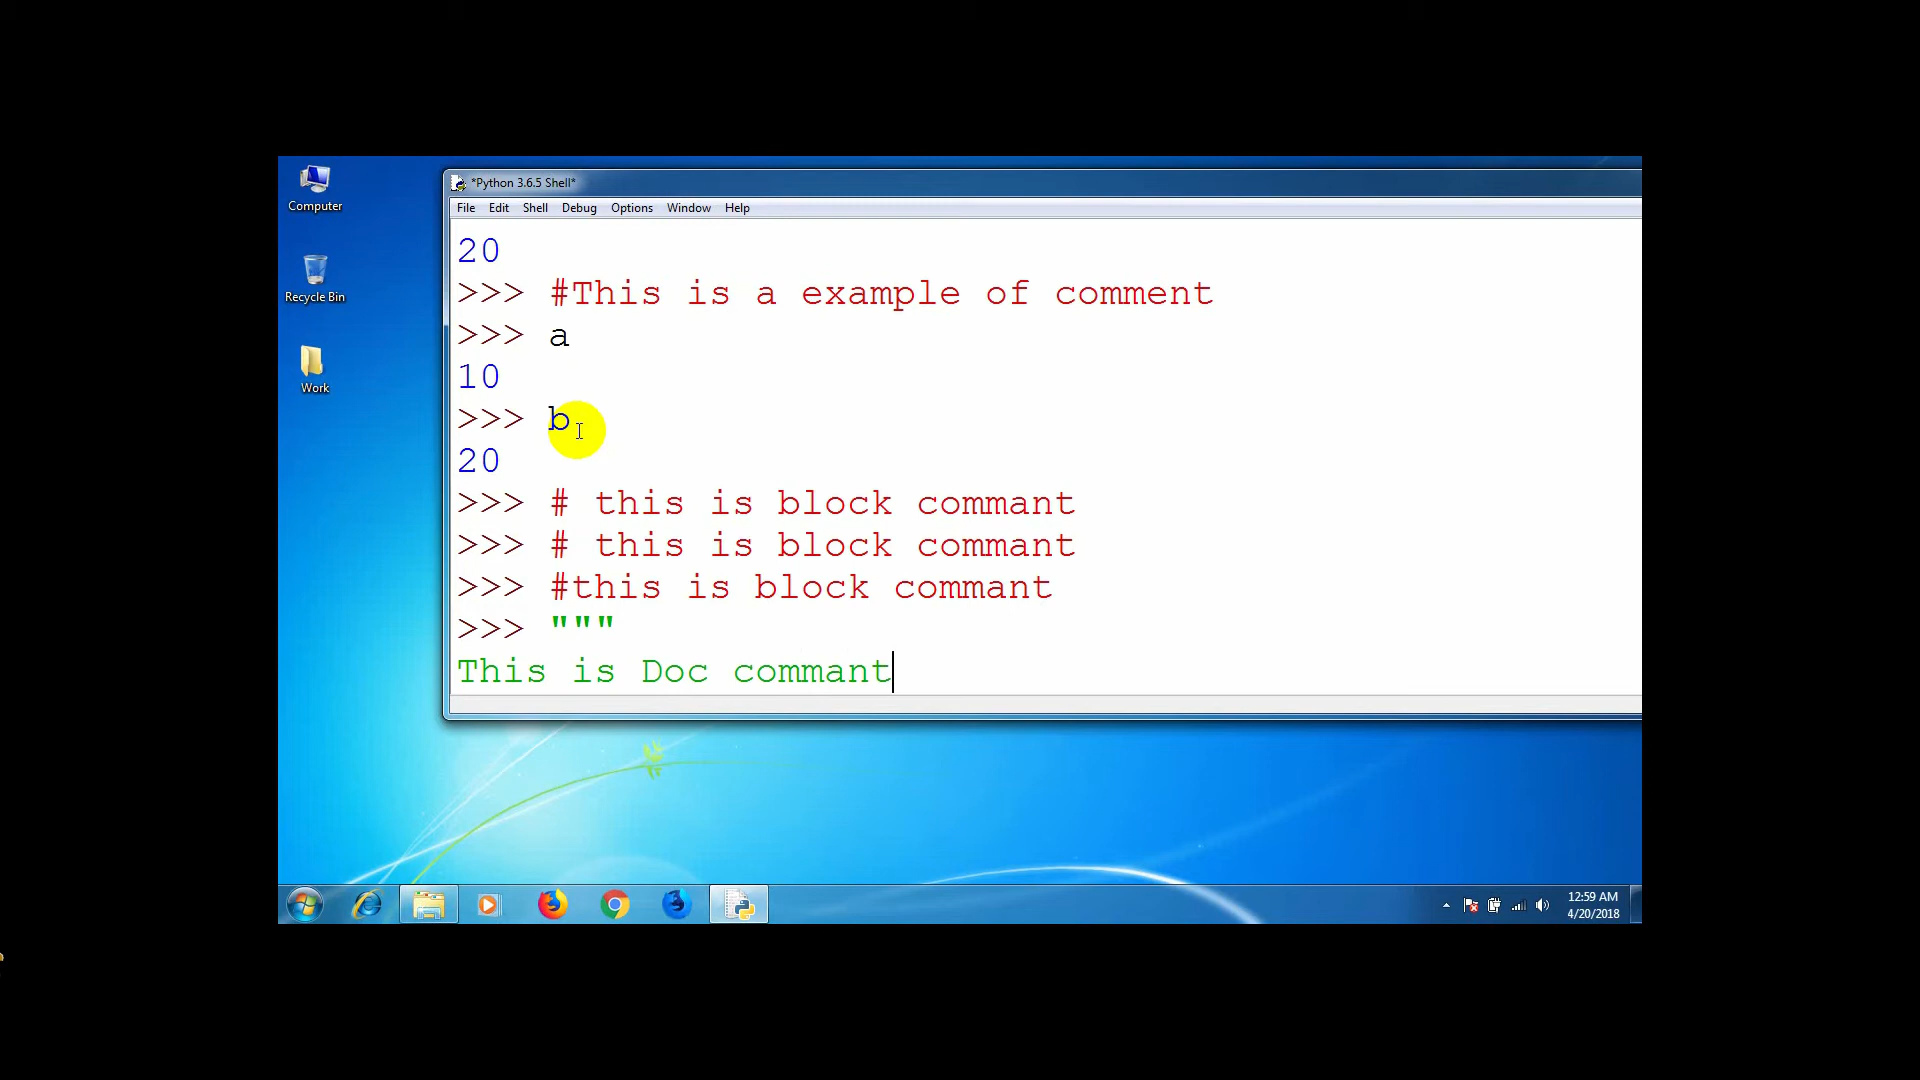 Computer
Recycle Bin
Work
*Python 3.6.5 Shell*
File Edit Shell Debug Options Window Help
20
>>> #This is a example of comment
>>> a
10
>>> b
20
>>> # this is block commant
>>> # this is block commant
>>> #this is block commant
>>> """
This is Doc commant
12:59 AM
4/20/2018